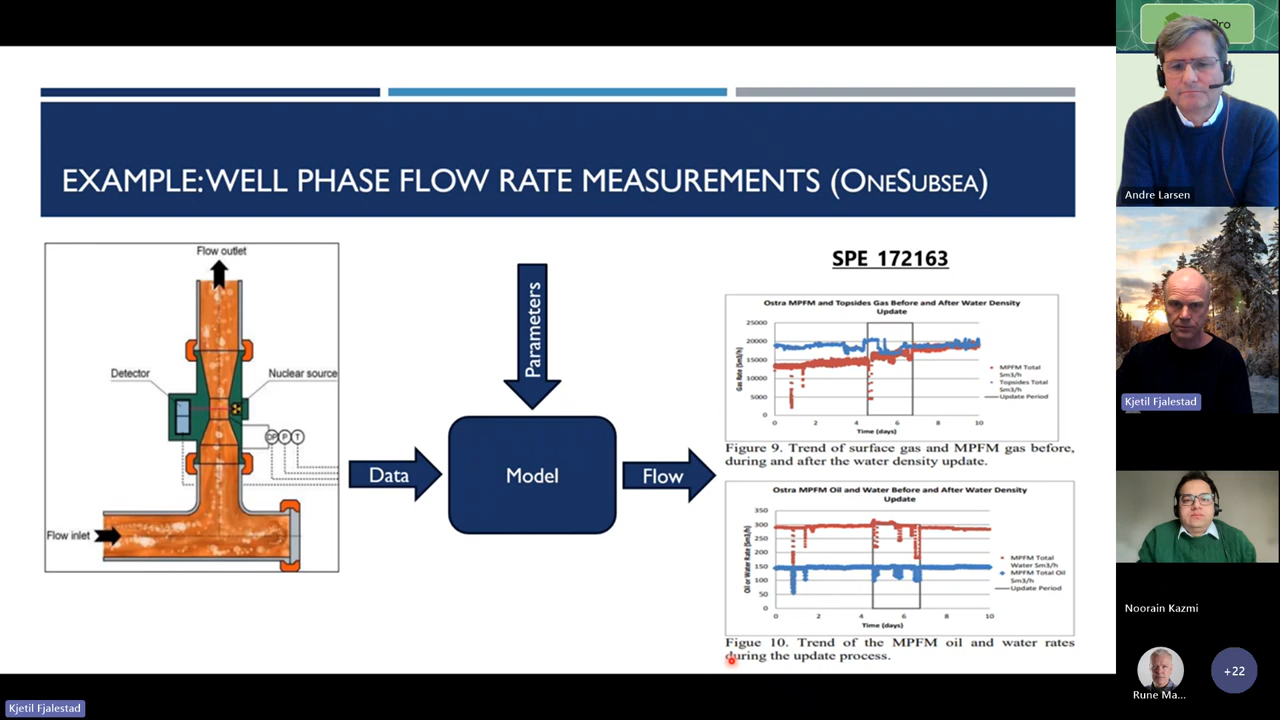 EXAMPLE: WELL PHASE FLOW RATE MEASUREMENTS (ONESUBSEA)
Flow outlet
Detector
Nuclear source
DP P T
Flow inlet
Parameters
Data
Model
Flow
SPE 172163
Ostra MPFM and Topsides Gas Before and After Water Density
Update
Gas Rate (Sm3/h)
25000
20000
15000
10000
5000
0
0 2 4 6 8 10
Time (days)
MPFM Total
Sm3/h
Topsides Total
Sm3/h
Update Period
Figure 9. Trend of surface gas and MPFM gas before,
during and after the water density update.
Ostra MPFM Oil and Water Before and After Water Density
Update
Oil or Water Rate (Sm3/h)
350
300
250
200
150
100
50
0
0 2 4 6 8 10
Time (days)
MPFM Total
Water Sm3/h
MPFM Total Oil
Sm3/h
Update Period
Figue 10. Trend of the MPFM oil and water rates
during the update process.
Andre Larsen
Kjetil Fjalestad
Noorain Kazmi
Rune Ma...
+22
Kjetil Fjalestad